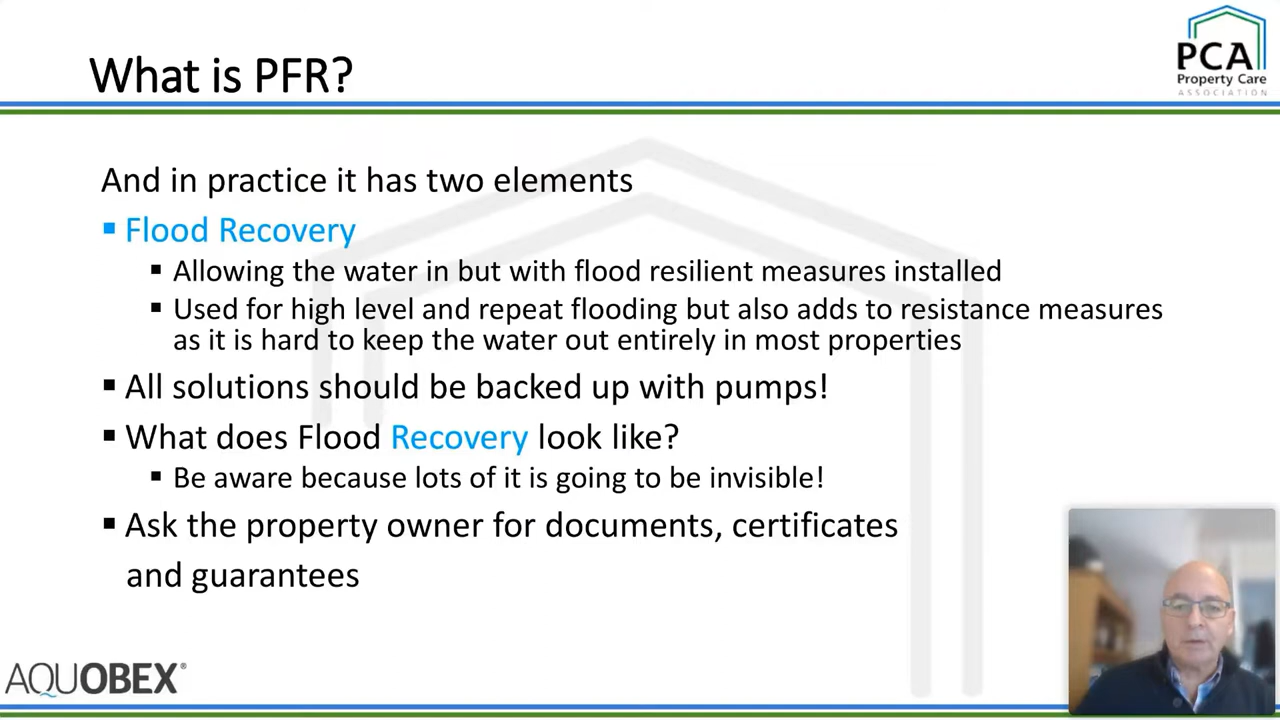 What is PFR?
PCA
Property Care
ASSOCIATION
And in practice it has two elements
▪ Flood Recovery
▪ Allowing the water in but with flood resilient measures installed
▪ Used for high level and repeat flooding but also adds to resistance measures
as it is hard to keep the water out entirely in most properties
▪ All solutions should be backed up with pumps!
▪ What does Flood Recovery look like?
▪ Be aware because lots of it is going to be invisible!
▪ Ask the property owner for documents, certificates
and guarantees
AQUOBEX®